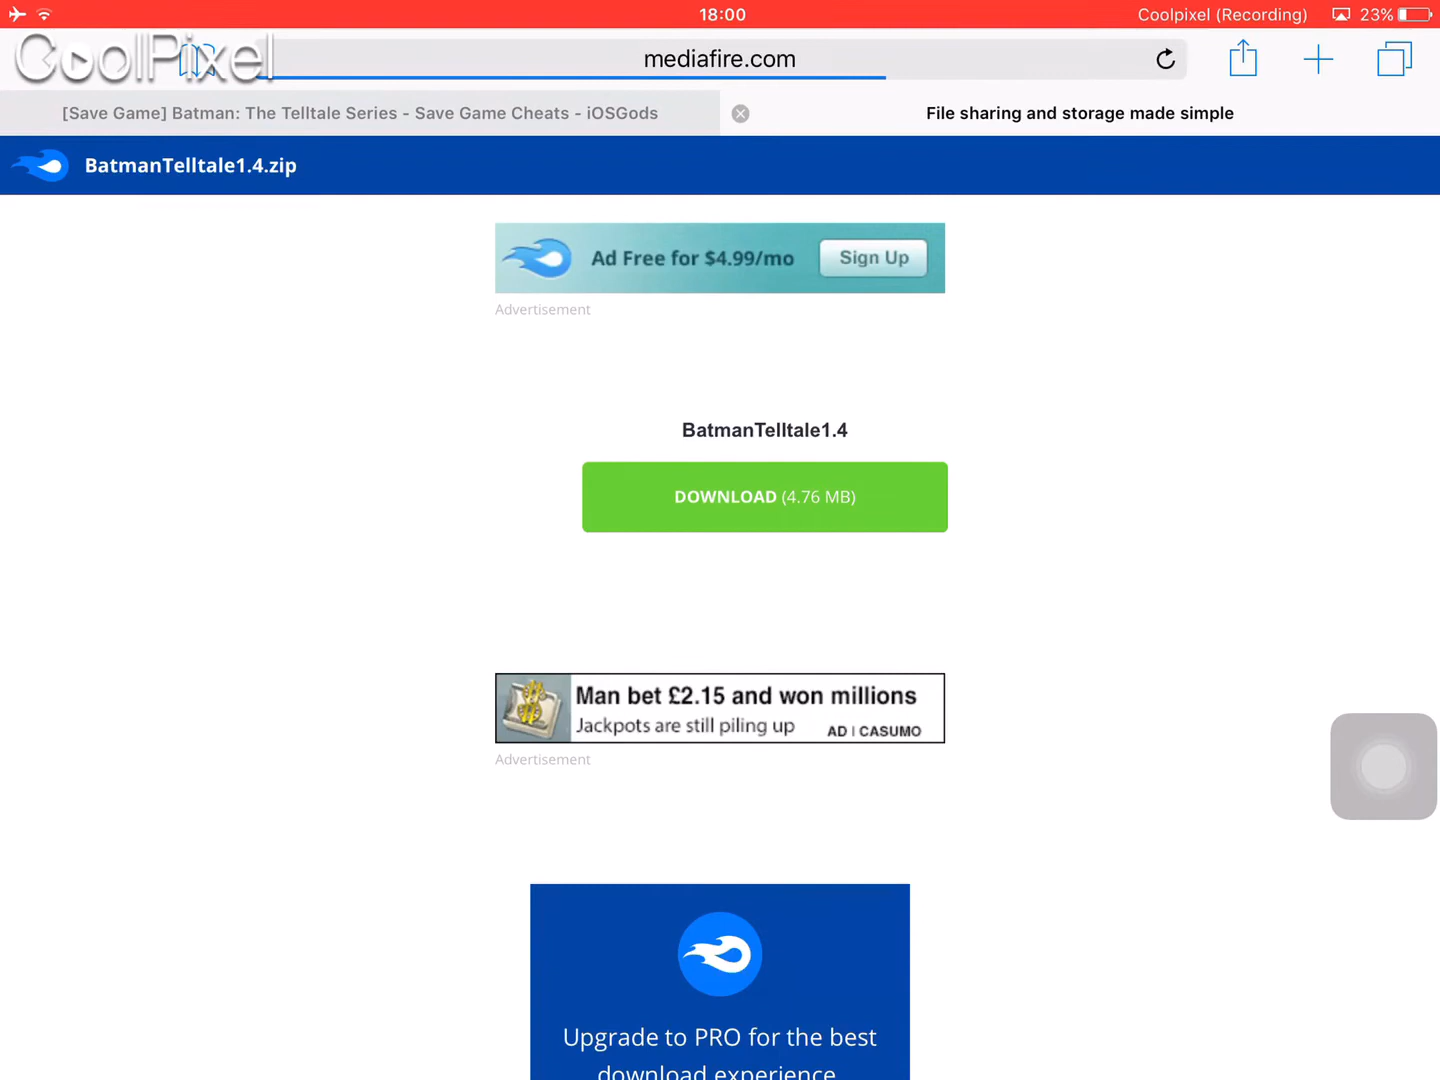 18:00
Coolpixel (Recording)
23%
CoolPixel
mediafire.com
[Save Game] Batman: The Telltale Series - Save Game Cheats - iOSGods
File sharing and storage made simple
BatmanTelltale1.4.zip
Ad Free for $4.99/mo
Sign Up
Advertisement
BatmanTelltale1.4
DOWNLOAD (4.76 MB)
Man bet £2.15 and won millions
Jackpots are still piling up
AD | CASUMO
Advertisement
Upgrade to PRO for the best
download experience